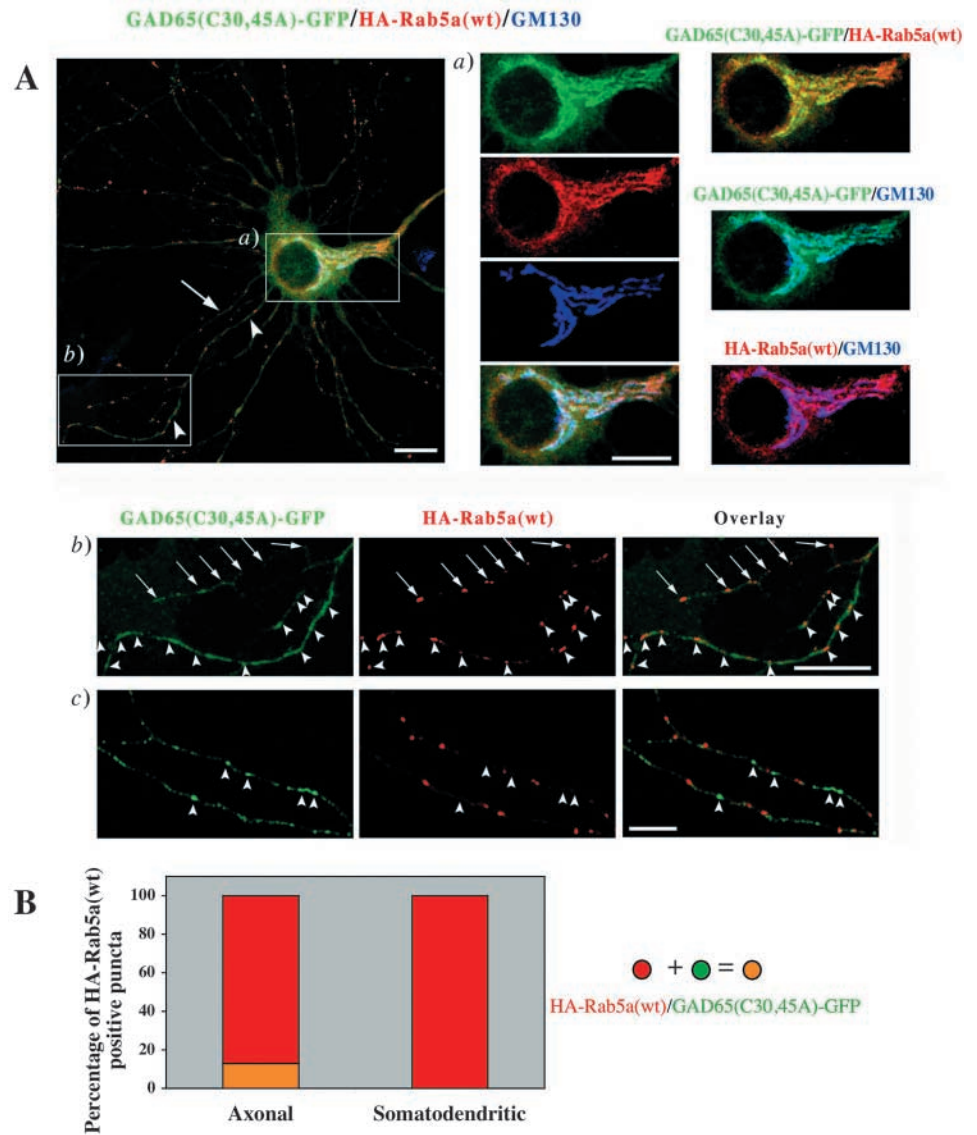 GAD65(C30,45A)-GFP/HA-Rab5a(wt)/GM130
A
a)
b)
a)
GAD65(C30,45A)-GFP/HA-Rab5a(wt)
GAD65(C30,45A)-GFP/GM130
HA-Rab5a(wt)/GM130
GAD65(C30,45A)-GFP
HA-Rab5a(wt)
Overlay
b)
c)
B
Percentage of HA-Rab5a(wt)
positive puncta
100
80
60
40
20
0
Axonal
Somatodendritic
+ =
HA-Rab5a(wt)/GAD65(C30,45A)-GFP